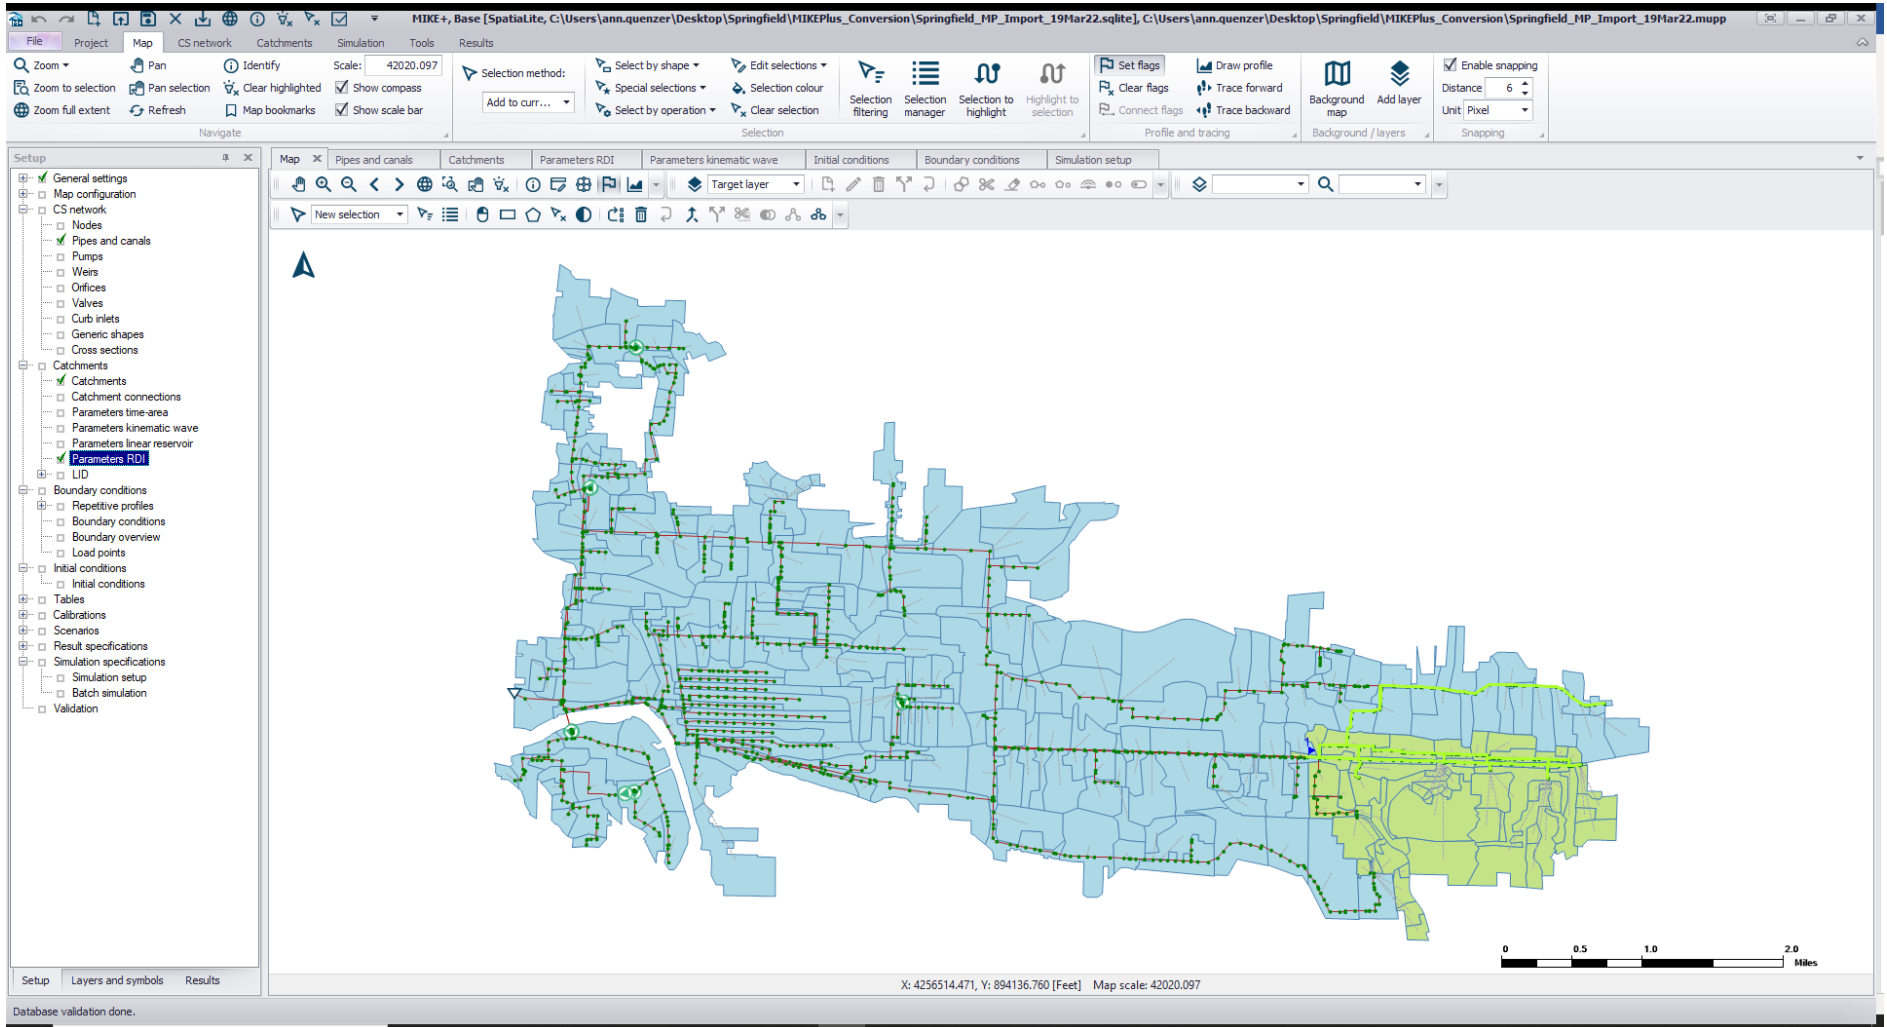 MIKE+, Base [SpatiaLite, C:\Users\ann.quenzer\Desktop\Springfield\MIKEPlus_Conversion\Springfield_MP_Import_19Mar22.sqlite], C:\Users\ann.quenzer\Desktop\Springfield\MIKEPlus_Conversion\Springfield_MP_Import_19Mar22.mupp
File Project Map CS network Catchments Simulation Tools Results
Zoom Pan Identify Scale: 42020.097
Zoom to selection Pan selection Clear highlighted Show compass
Zoom full extent Refresh Map bookmarks Show scale bar
Navigate
Selection method:
Add to curr...
Select by shape Edit selections
Special selections Selection colour
Select by operation Clear selection
Selection filtering
Selection manager
Selection to highlight
Highlight to selection
Selection
Set flags Draw profile
Clear flags Trace forward
Connect flags Trace backward
Profile and tracing
Background map
Add layer
Background / layers
Enable snapping
Distance 6
Unit Pixel
Snapping
Setup
General settings
Map configuration
CS network
Nodes
Pipes and canals
Pumps
Weirs
Orifices
Valves
Curb inlets
Generic shapes
Cross sections
Catchments
Catchments
Catchment connections
Parameters time-area
Parameters kinematic wave
Parameters linear reservoir
Parameters RDI
LID
Boundary conditions
Repetitive profiles
Boundary conditions
Boundary overview
Load points
Initial conditions
Initial conditions
Tables
Calibrations
Scenarios
Result specifications
Simulation specifications
Simulation setup
Batch simulation
Validation
Setup Layers and symbols Results
Map Pipes and canals Catchments Parameters RDI Parameters kinematic wave Initial conditions Boundary conditions Simulation setup
Target layer
New selection
0 0.5 1.0 2.0
Miles
X: 4256514.471, Y: 894136.760 [Feet] Map scale: 42020.097
Database validation done.